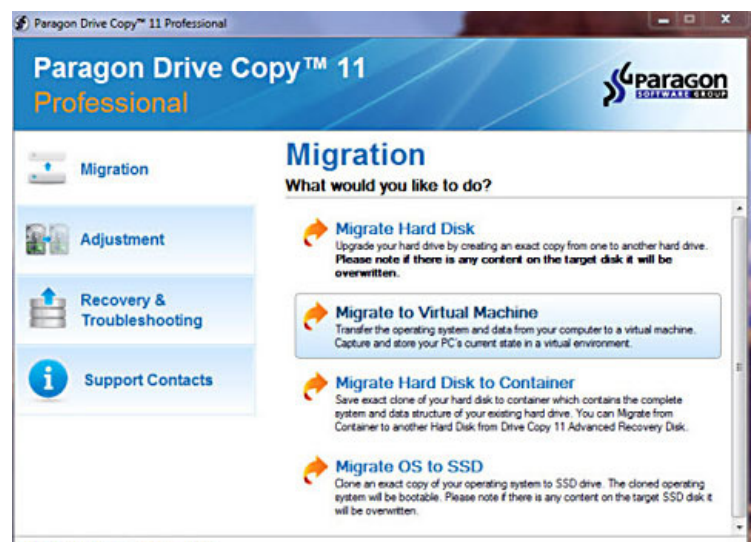 Paragon Drive Copy™ 11 Professional
Paragon Drive Copy™ 11
Professional
Paragon
SOFTWARE GROUP
Migration
Adjustment
Recovery &
Troubleshooting
Support Contacts
Migration
What would you like to do?
Migrate Hard Disk
Upgrade your hard drive by creating an exact copy from one to another hard drive.
Please note if there is any content on the target disk it will be
overwritten.
Migrate to Virtual Machine
Transfer the operating system and data from your computer to a virtual machine.
Capture and store your PC's current state in a virtual environment.
Migrate Hard Disk to Container
Save exact clone of your hard disk to container which contains the complete
system and data structure of your existing hard drive. You can Migrate from
Container to another Hard Disk from Drive Copy 11 Advanced Recovery Disk.
Migrate OS to SSD
Clone an exact copy of your operating system to SSD drive. The cloned operating
system will be bootable. Please note if there is any content on the target SSD disk it
will be overwritten.